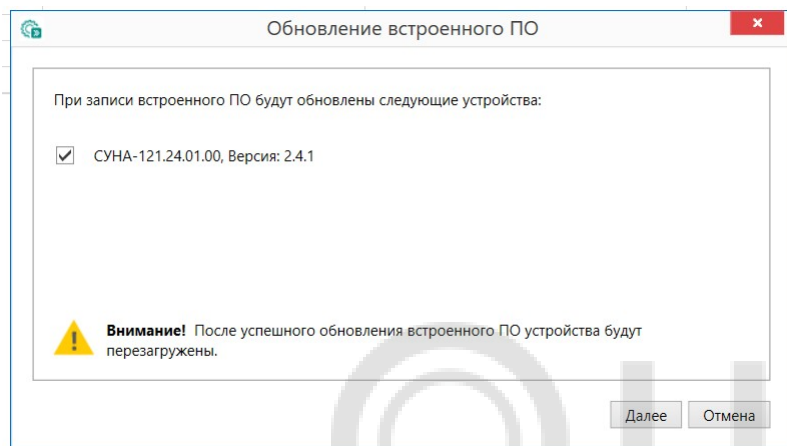 Обновление встроенного ПО
При записи встроенного ПО будут обновлены следующие устройства:
СУНА-121.24.01.00, Версия: 2.4.1
Внимание! После успешного обновления встроенного ПО устройства будут
перезагружены.
Далее Отмена